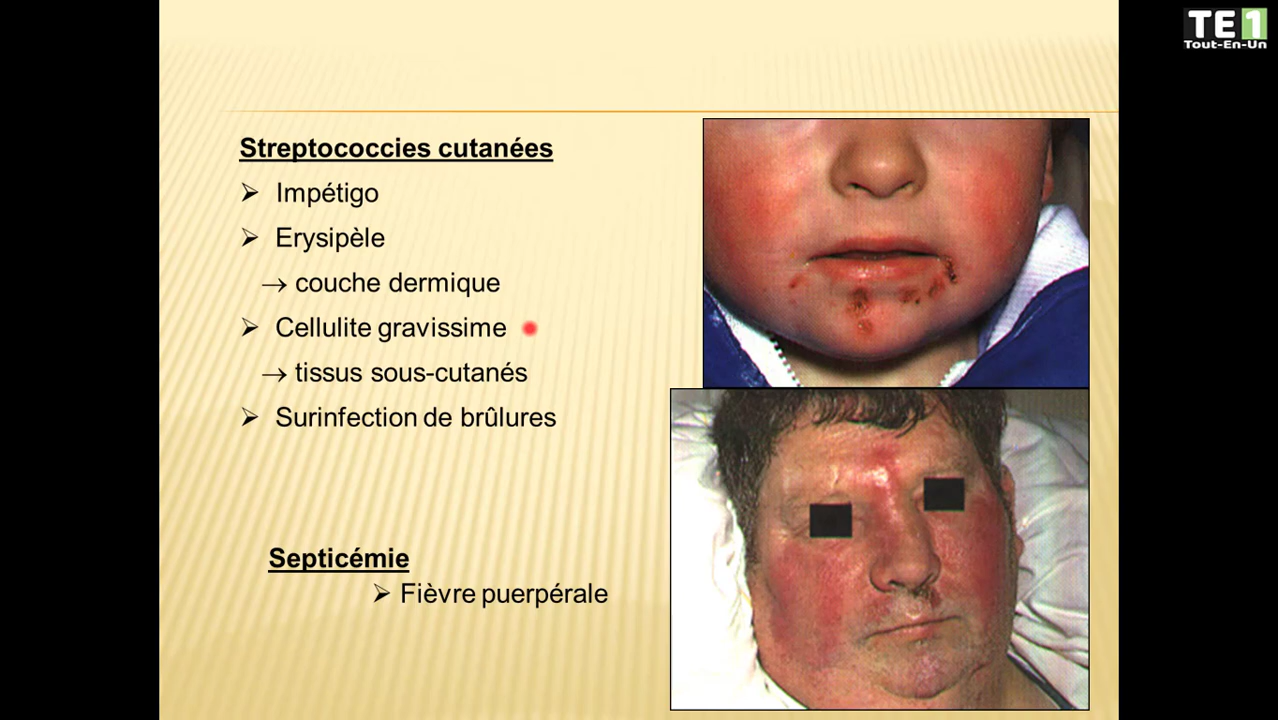 TE1
Tout-En-Un
Streptococcies cutanées
➢ Impétigo
➢ Erysipèle
→ couche dermique
➢ Cellulite gravissime
→ tissus sous-cutanés
➢ Surinfection de brûlures
Septicémie
➢ Fièvre puerpérale